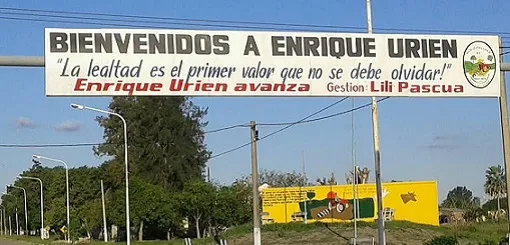 BIENVENIDOS A ENRIQUE URIEN
"La lealtad es el primer valor que no se debe olvidar!"
Enrique Urien avanza Gestion: Lili Pascua